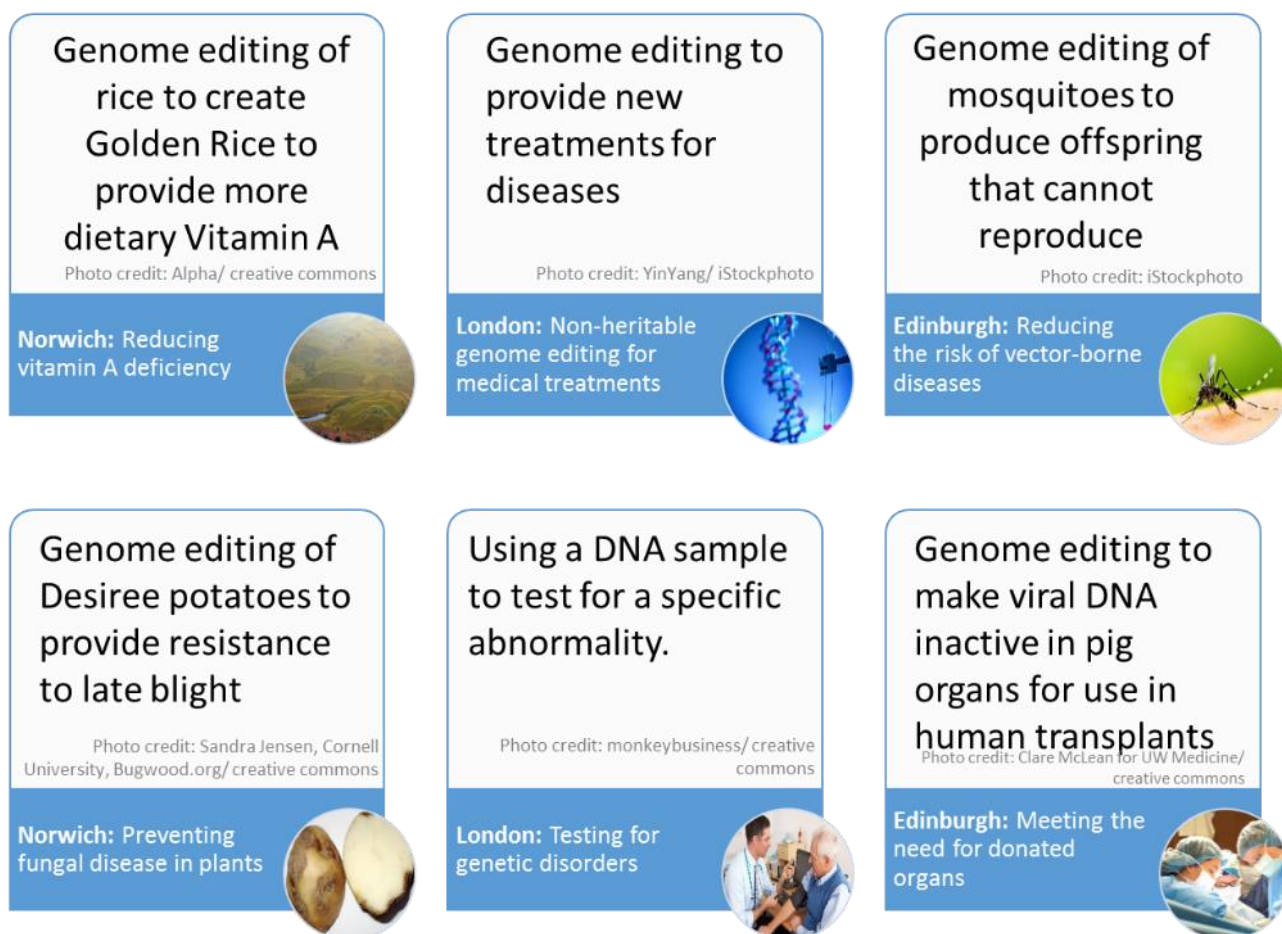 Genome editing of
rice to create
Golden Rice to
provide more
dietary Vitamin A
Photo credit: Alpha/ creative commons
Norwich: Reducing
vitamin A deficiency
Genome editing to
provide new
treatments for
diseases
Photo credit: YinYang/ iStockphoto
London: Non-heritable
genome editing for
medical treatments
Genome editing of
mosquitoes to
produce offspring
that cannot
reproduce
Photo credit: iStockphoto
Edinburgh: Reducing
the risk of vector-borne
diseases
Genome editing of
Desiree potatoes to
provide resistance
to late blight
Photo credit: Sandra Jensen, Cornell
University, Bugwood.org/ creative commons
Norwich: Preventing
fungal disease in plants
Using a DNA sample
to test for a specific
abnormality.
Photo credit: monkeybusiness/ creative
commons
London: Testing for
genetic disorders
Genome editing to
make viral DNA
inactive in pig
organs for use in
human transplants
Photo credit: Clare McLean for UW Medicine/
creative commons
Edinburgh: Meeting the
need for donated
organs